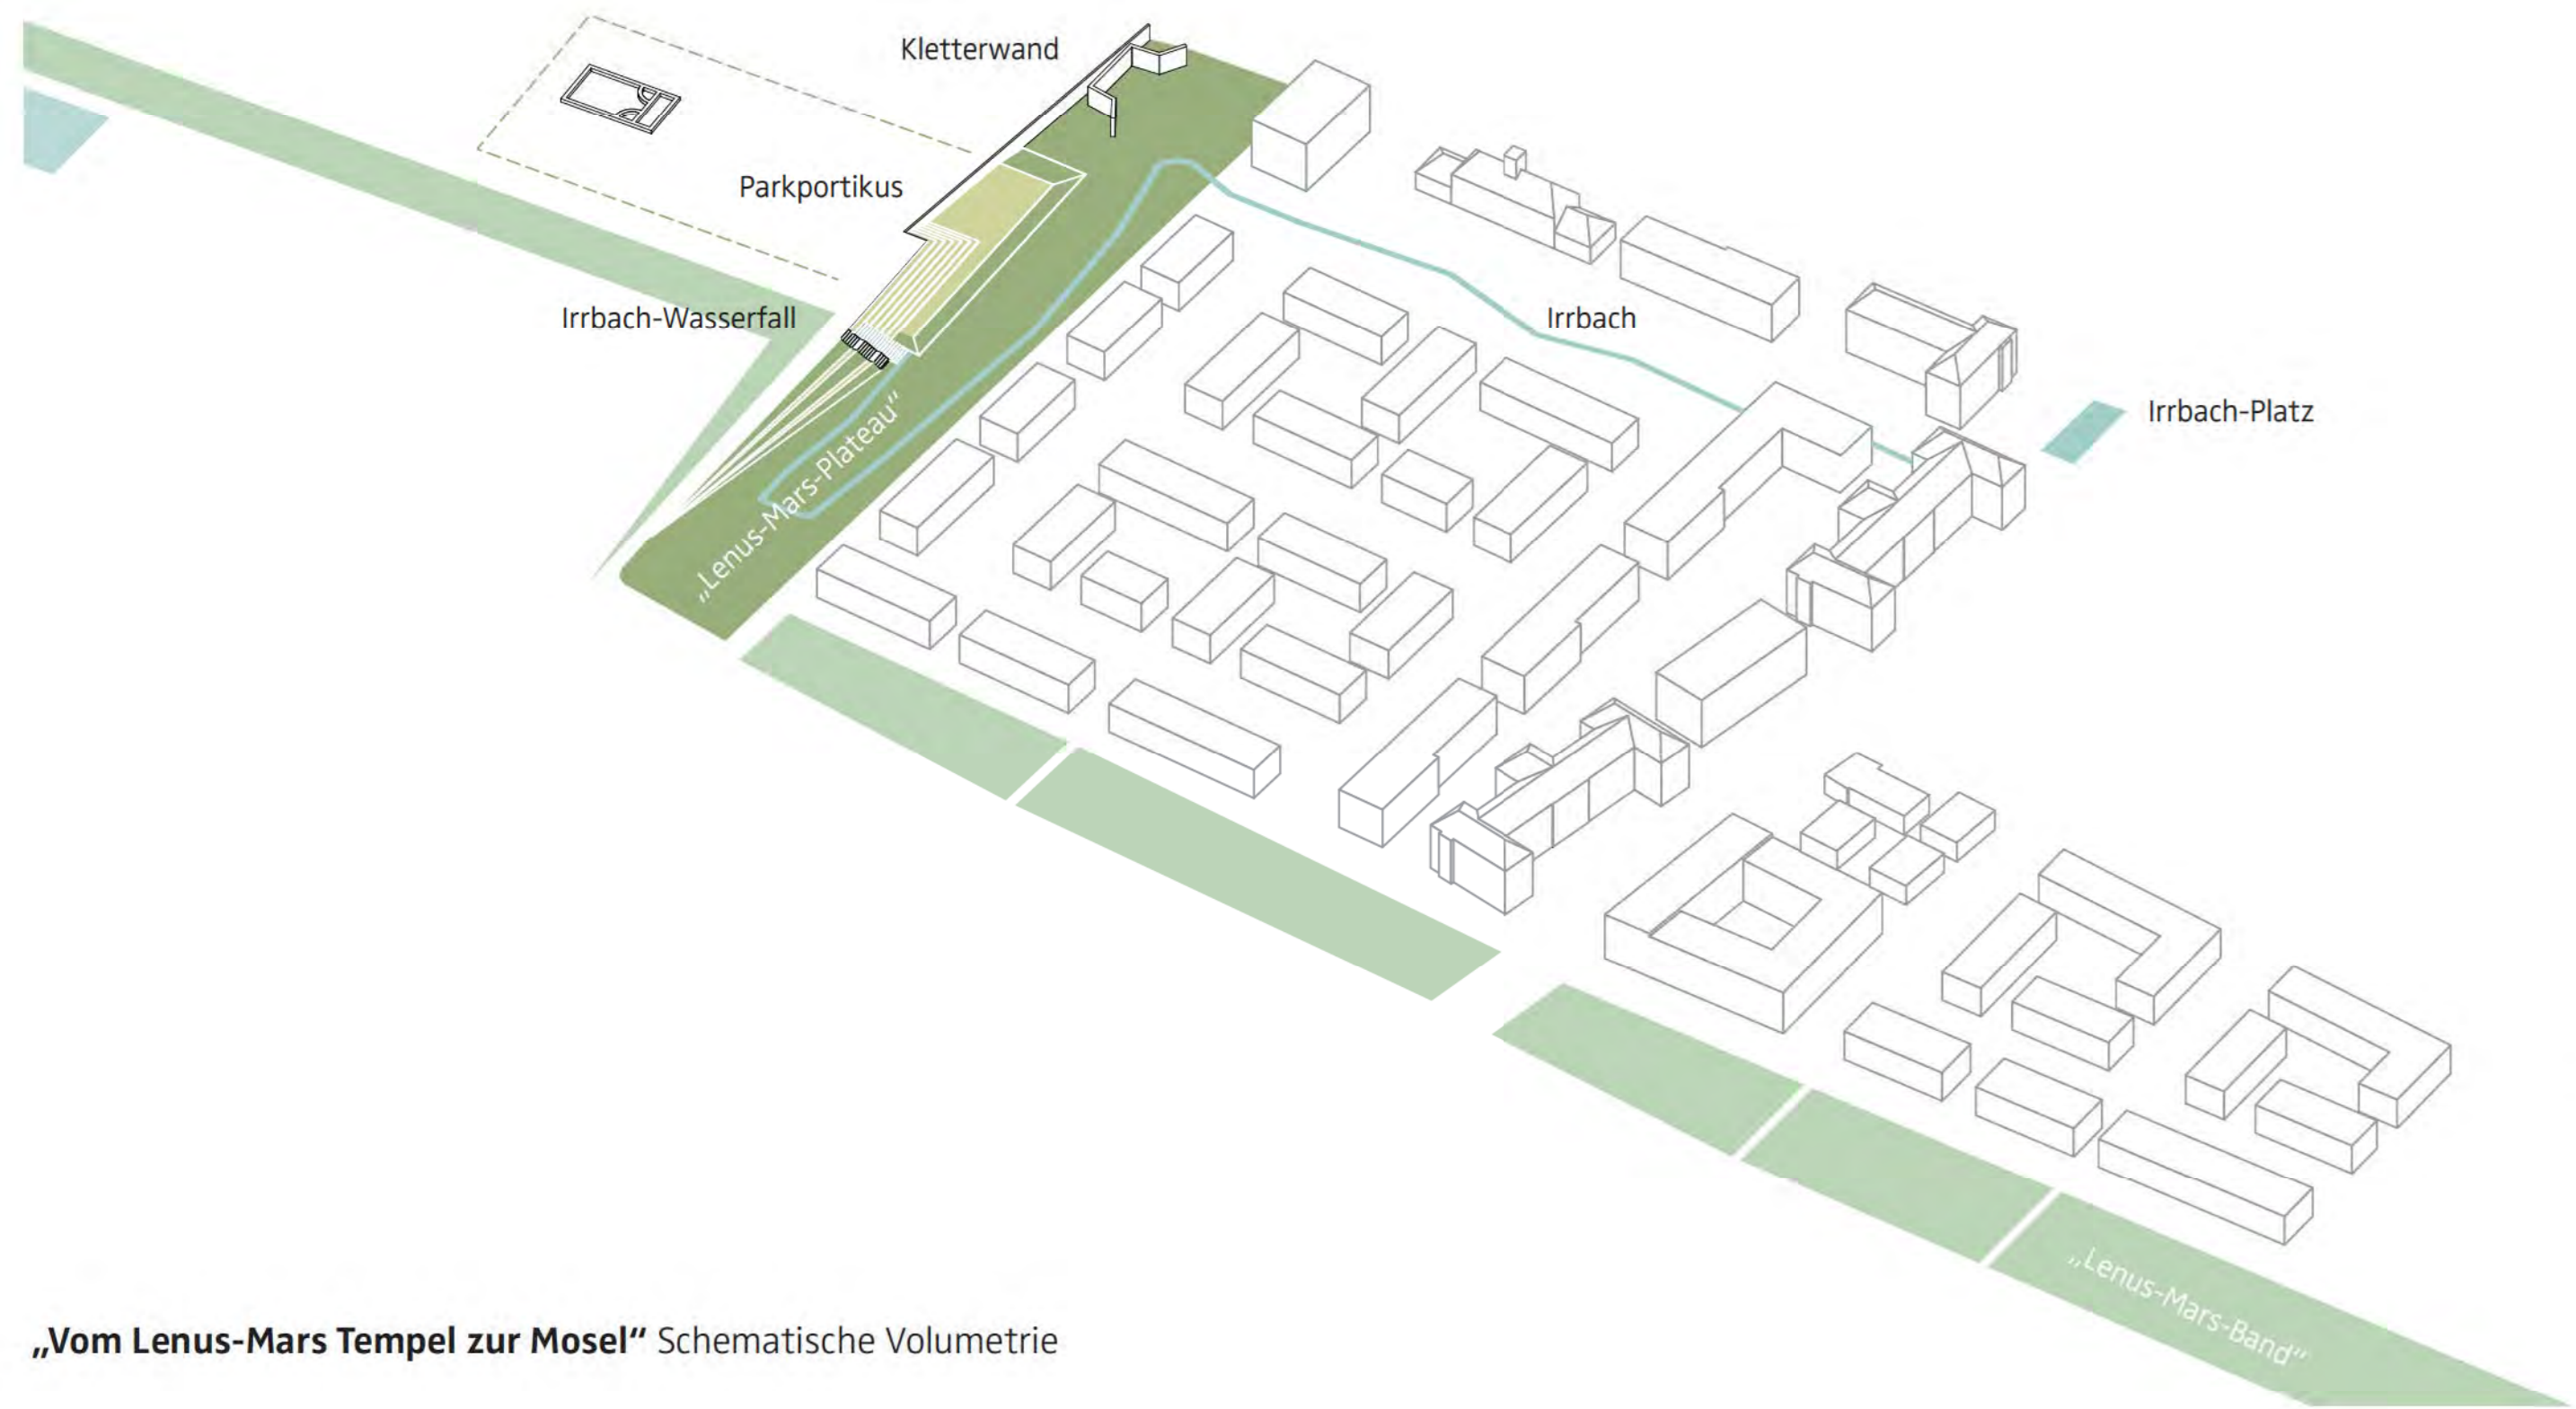 Kletterwand
Parkportikus
Irrbach-Wasserfall
Irrbach
Irrbach-Platz
„Lenus-Mars-Plateau“
„Lenus-Mars-Band“
„Vom Lenus-Mars Tempel zur Mosel“ Schematische Volumetrie